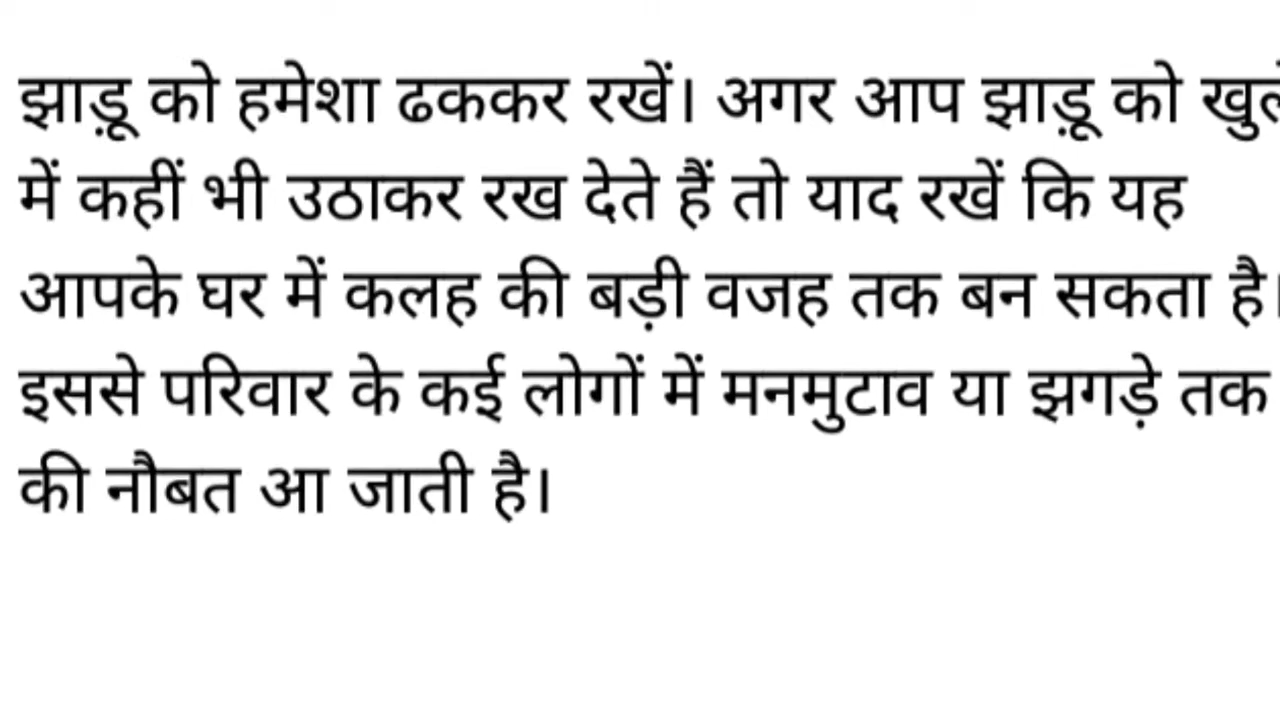 झाड़ू को हमेशा ढककर रखें। अगर आप झाड़ू को खुले
में कहीं भी उठाकर रख देते हैं तो याद रखें कि यह
आपके घर में कलह की बड़ी वजह तक बन सकता है।
इससे परिवार के कई लोगों में मनमुटाव या झगड़े तक
की नौबत आ जाती है।